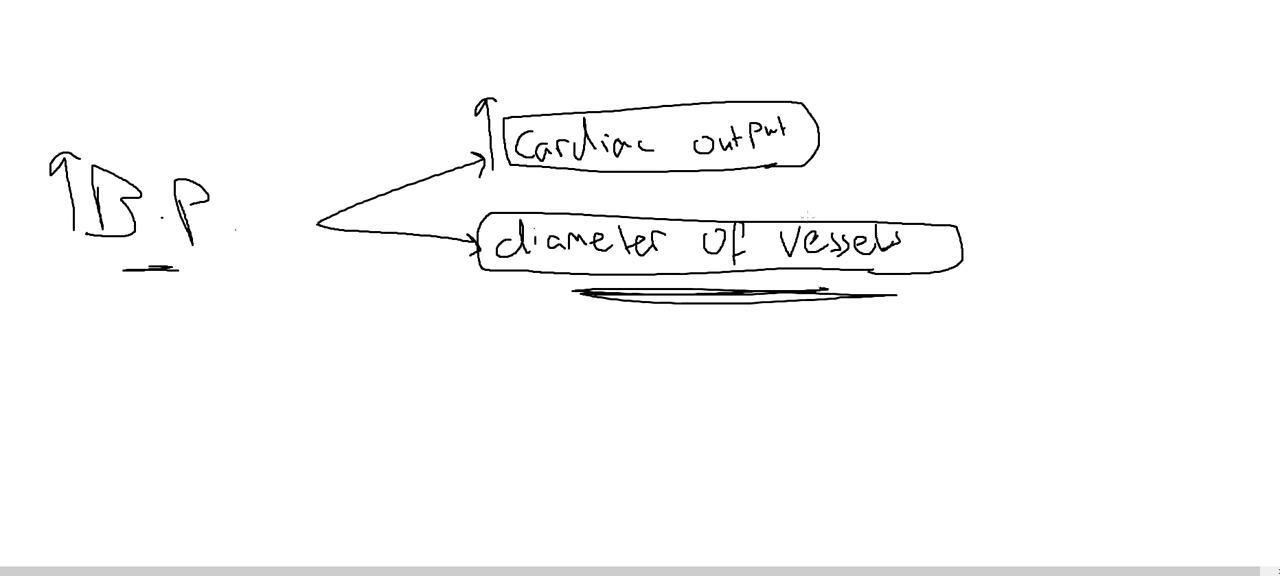 ↑ Cardiac output
↑B.P.
diameter of vessels